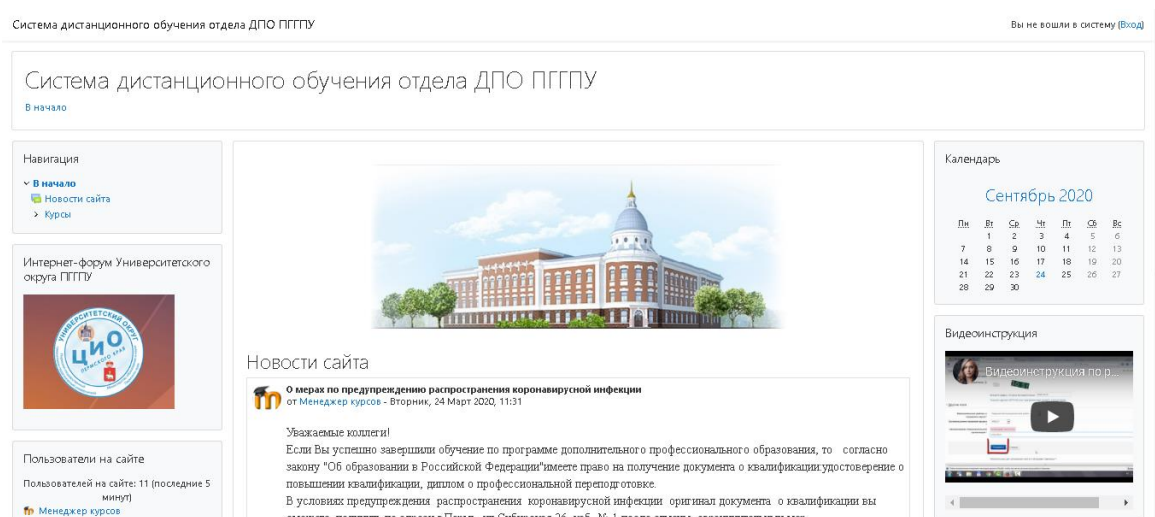 Система дистанционного обучения отдела ДПО ПГГПУ
Вы не вошли в систему (Вход)
Система дистанционного обучения отдела ДПО ПГГПУ
В начало
Навигация
В начало
Новости сайта
Курсы
Интернет-форум Университетского
округа ПГГПУ
УНИВЕРСИТЕТСКИЙ ОКРУГ
ЦИО
ПЕРМСКОГО КРАЯ
Пользователи на сайте
Пользователей на сайте: 11 (последние 5
минут)
Менеджер курсов
Новости сайта
О мерах по предупреждению распространения коронавирусной инфекции
от Менеджер курсов - Вторник, 24 Март 2020, 11:31
Уважаемые коллеги!
Если Вы успешно завершили обучение по программе дополнительного профессионального образования, то согласно
закону "Об образовании в Российской Федерации"имеете право на получение документа о квалификации:удостоверение о
повышении квалификации, диплом о профессиональной переподготовке.
В условиях предупреждения распространения коронавирусной инфекции оригинал документа о квалификации вы
Календарь
Сентябрь 2020
Пн Вт Ср Чт Пт Сб Вс
1 2 3 4 5 6
7 8 9 10 11 12 13
14 15 16 17 18 19 20
21 22 23 24 25 26 27
28 29 30
Видеоинструкция
Видеоинструкция по р...